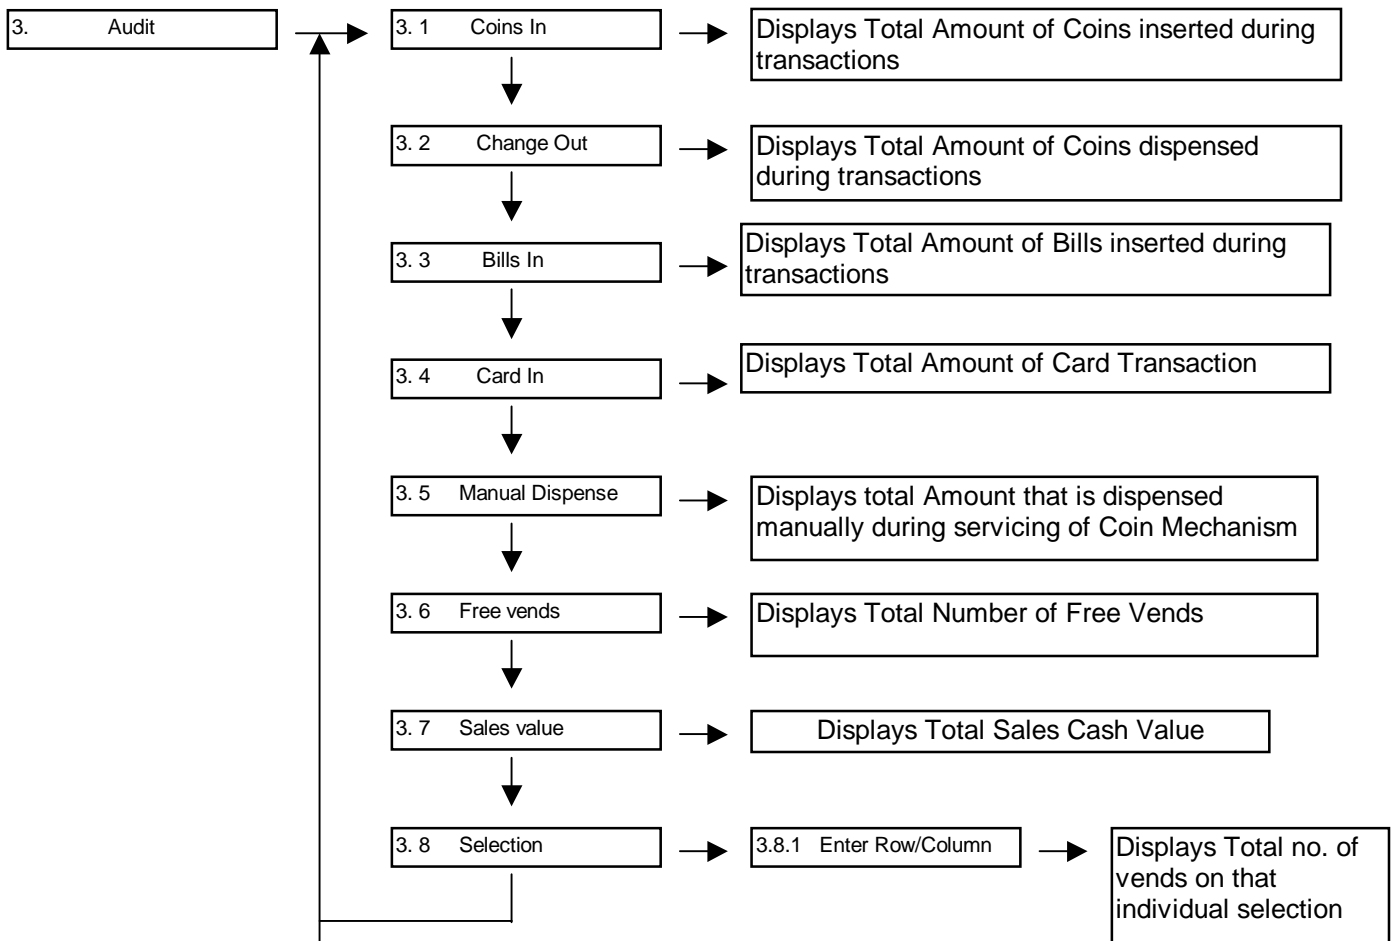 3. Audit
3. 1 Coins In
Displays Total Amount of Coins inserted during
transactions
3. 2 Change Out
Displays Total Amount of Coins dispensed
during transactions
3. 3 Bills In
Displays Total Amount of Bills inserted during
transactions
3. 4 Card In
Displays Total Amount of Card Transaction
3. 5 Manual Dispense
Displays total Amount that is dispensed
manually during servicing of Coin Mechanism
3. 6 Free vends
Displays Total Number of Free Vends
3. 7 Sales value
Displays Total Sales Cash Value
3. 8 Selection
3.8.1 Enter Row/Column
Displays Total no. of
vends on that
individual selection